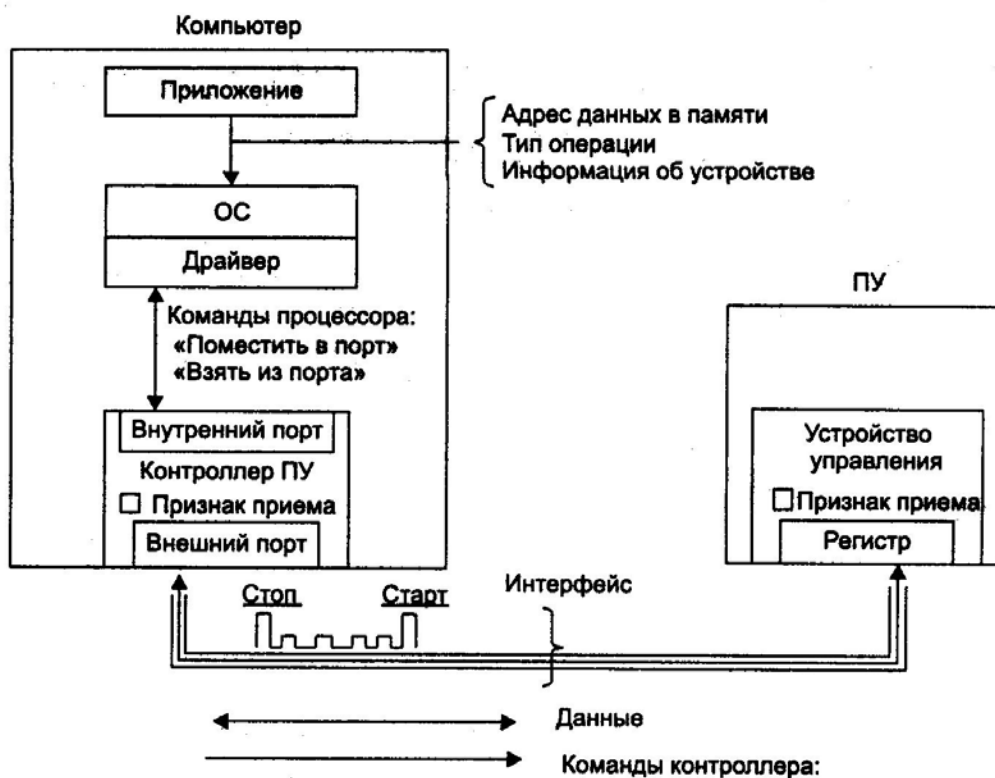 Компьютер
Приложение
Адрес данных в памяти
Тип операции
Информация об устройстве
ОС
Драйвер
ПУ
Команды процессора:
«Поместить в порт»
«Взять из порта»
Внутренний порт
Контроллер ПУ
Признак приема
Внешний порт
Устройство
управления
Признак приема
Регистр
Стоп
Старт
Интерфейс
Данные
Команды контроллера: